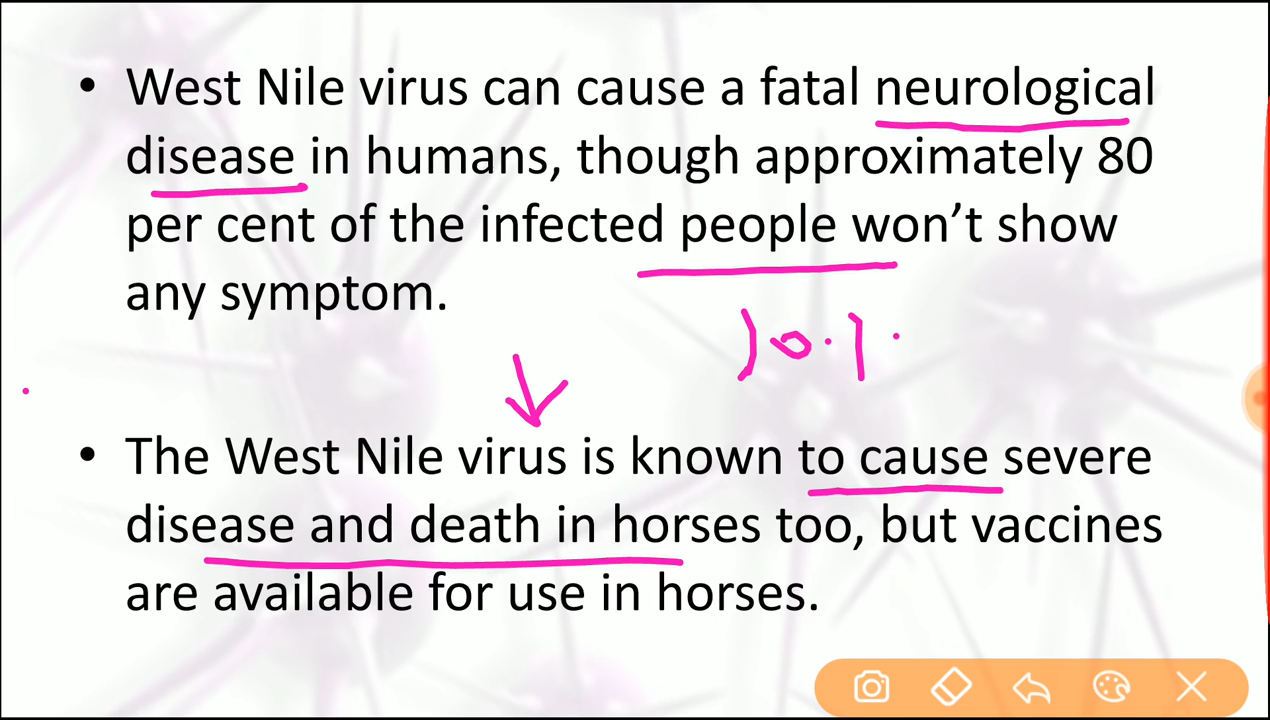 • West Nile virus can cause a fatal neurological
disease in humans, though approximately 80
per cent of the infected people won’t show
any symptom.
• The West Nile virus is known to cause severe
disease and death in horses too, but vaccines
are available for use in horses.